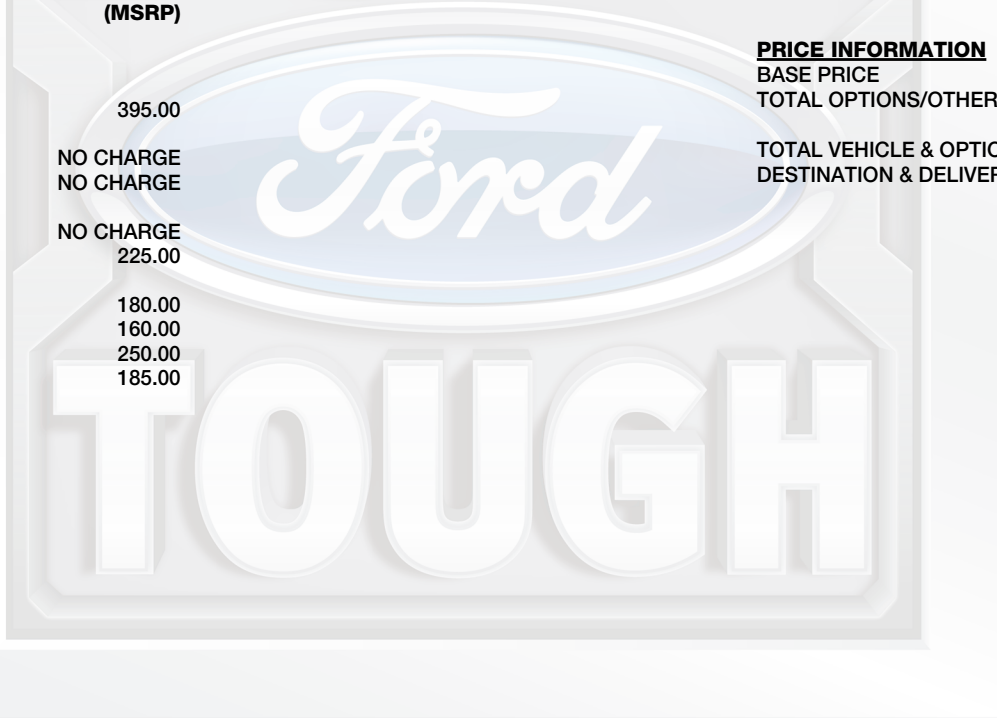 (MSRP)
395.00
NO CHARGE
NO CHARGE
NO CHARGE
225.00
180.00
160.00
250.00
185.00
PRICE INFORMATION
BASE PRICE
TOTAL OPTIONS/OTHER
TOTAL VEHICLE & OPTIO
DESTINATION & DELIVER
Ford
TOUGH